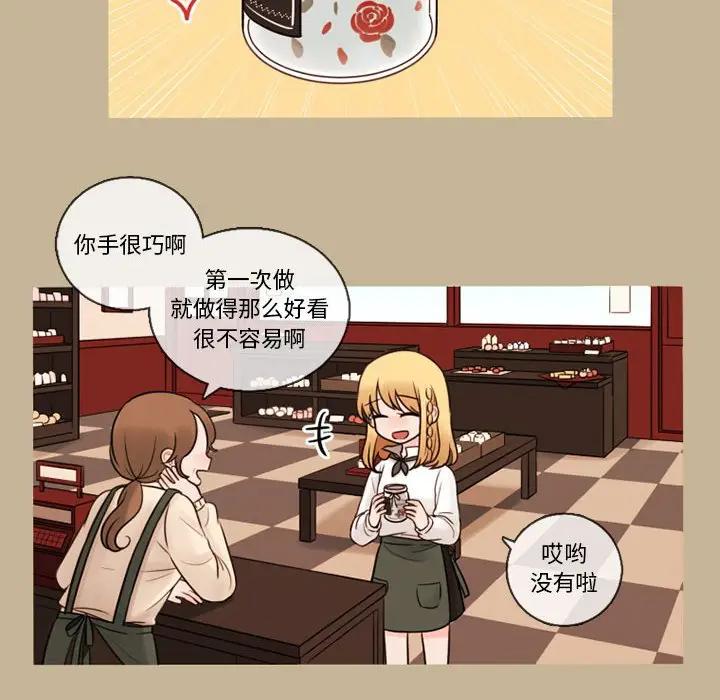 你手很巧啊
第一次做
就做得那么好看
很不容易啊
哎哟
没有啦